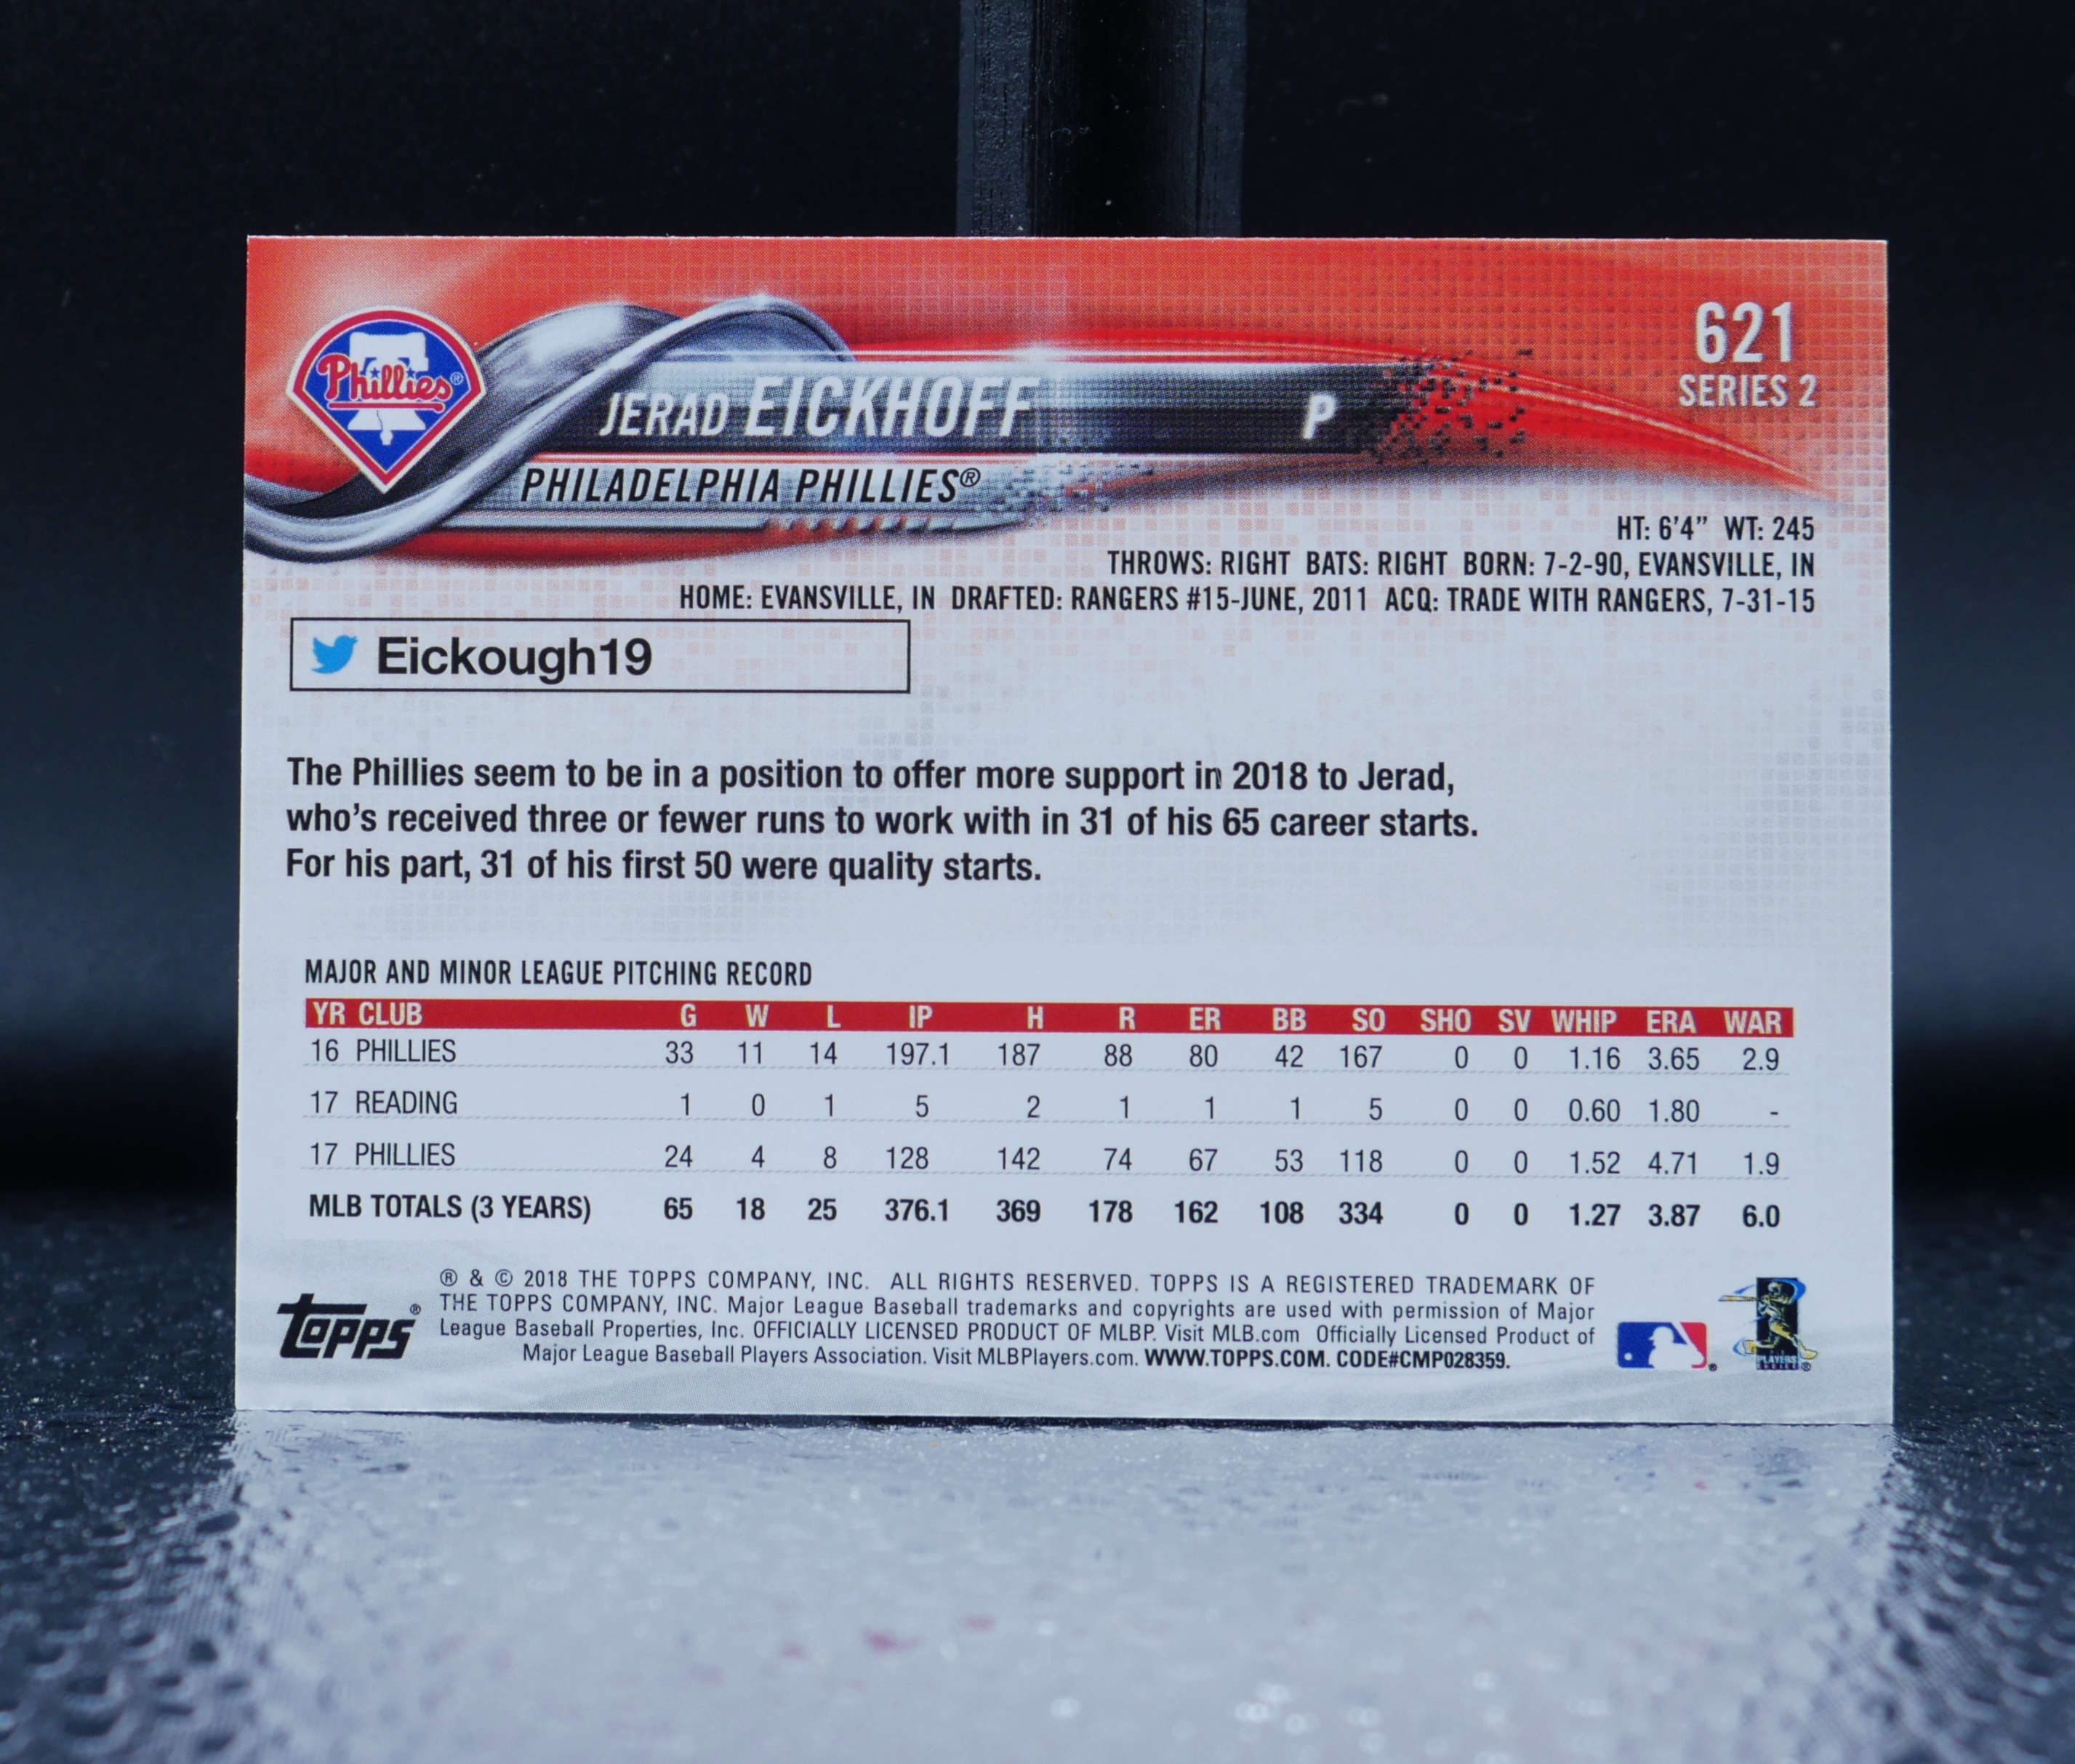 621
SERIES 2
Phillies®
JERAD EICKHOFF P
PHILADELPHIA PHILLIES®
HT: 6'4" WT: 245
THROWS: RIGHT BATS: RIGHT BORN: 7-2-90, EVANSVILLE, IN
HOME: EVANSVILLE, IN DRAFTED: RANGERS #15-JUNE, 2011 ACQ: TRADE WITH RANGERS, 7-31-15
Eickough19
The Phillies seem to be in a position to offer more support in 2018 to Jerad,
who's received three or fewer runs to work with in 31 of his 65 career starts.
For his part, 31 of his first 50 were quality starts.
MAJOR AND MINOR LEAGUE PITCHING RECORD
YR CLUB G W L IP H R ER BB SO SHO SV WHIP ERA WAR
16 PHILLIES 33 11 14 197.1 187 88 80 42 167 0 0 1.16 3.65 2.9
17 READING 1 0 1 5 2 1 1 1 5 0 0 0.60 1.80 -
17 PHILLIES 24 4 8 128 142 74 67 53 118 0 0 1.52 4.71 1.9
MLB TOTALS (3 YEARS) 65 18 25 376.1 369 178 162 108 334 0 0 1.27 3.87 6.0
® & © 2018 THE TOPPS COMPANY, INC. ALL RIGHTS RESERVED. TOPPS IS A REGISTERED TRADEMARK OF
THE TOPPS COMPANY, INC. Major League Baseball trademarks and copyrights are used with permission of Major
League Baseball Properties, Inc. OFFICIALLY LICENSED PRODUCT OF MLBP. Visit MLB.com Officially Licensed Product of
Major League Baseball Players Association. Visit MLBPlayers.com. WWW.TOPPS.COM. CODE#CMP028359.
Topps®
PLAYERS
CHOICE®